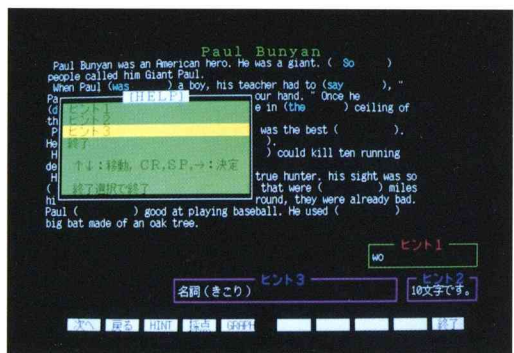 Paul Bunyan
Paul Bunyan was an American hero. He was a giant. ( So )
people called him Giant Paul.
When Paul (was ) a boy, his teacher had to (say ), "
Pa our hand. " Once he
(d e in (the ) ceiling of
th
P was the best ( ).
He ).
H ) could kill ten running
de
H true hunter. his sight was so
( that were ( ) miles
hi round, they were already bad.
Paul ( ) good at playing baseball. He used ( )
big bat made of an oak tree.
[HELP]
ヒント1
ヒント2
ヒント3
終了
↑↓:移動, CR,SP,→:決定
終了選択で終了
ヒント1
wo
ヒント3
名詞(きこり)
ヒント2
10文字です。
次へ 戻る HINT 採点 GRAPH 終了